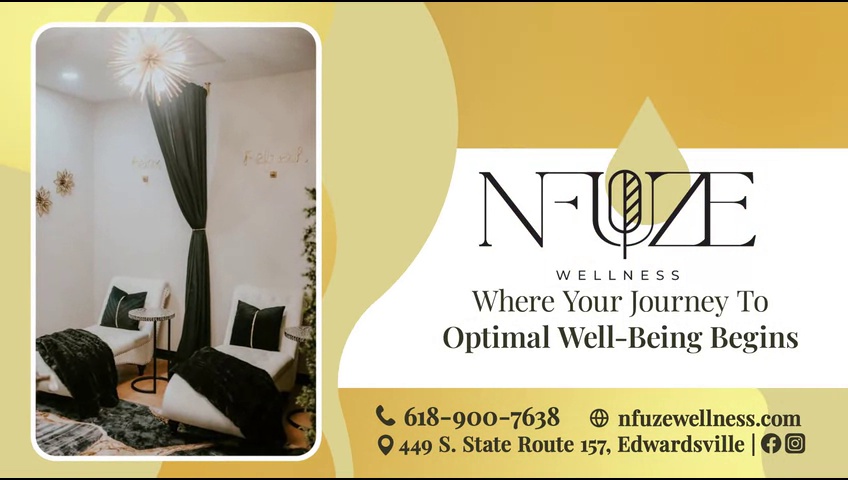 NFUZE
WELLNESS
Where Your Journey To
Optimal Well-Being Begins
618-900-7638 nfuzewellness.com
449 S. State Route 157, Edwardsville |